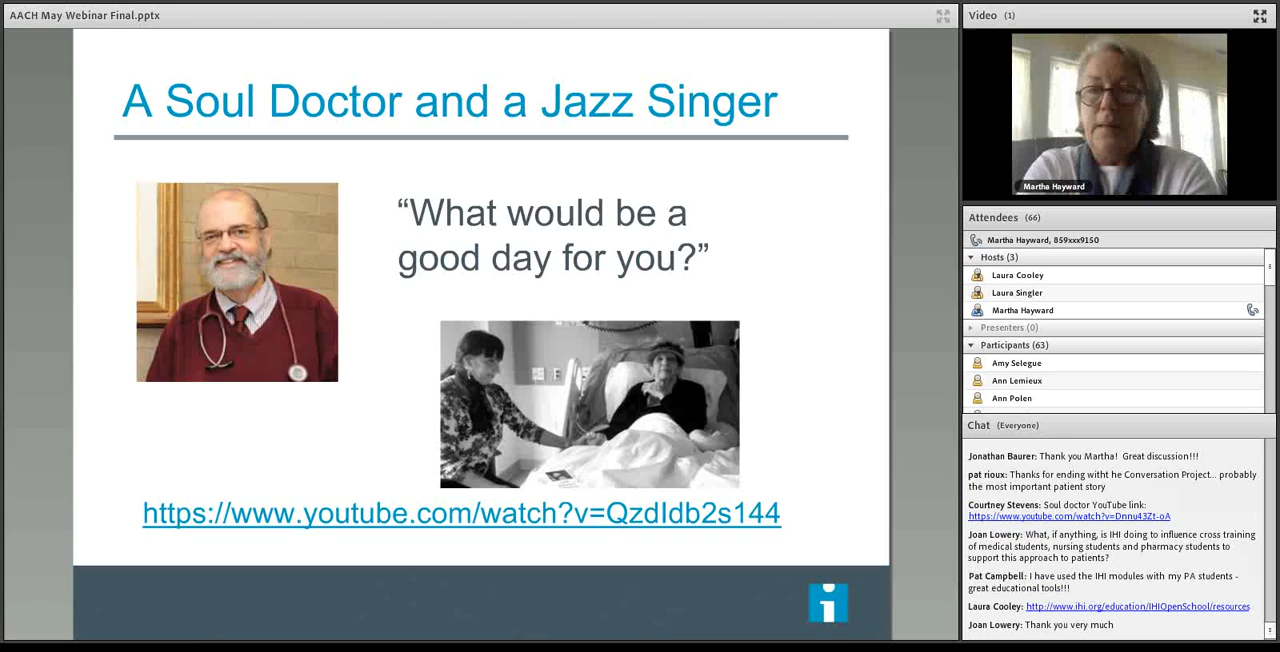 AACH May Webinar Final.pptx
A Soul Doctor and a Jazz Singer
“What would be a
good day for you?”
https://www.youtube.com/watch?v=QzdIdb2s144
i
Video (1)
Martha Hayward
Attendees (66)
Martha Hayward, 859xxx9150
Hosts (3)
Laura Cooley
Laura Singler
Martha Hayward
Presenters (0)
Participants (63)
Amy Selegue
Ann Lemieux
Ann Polen
Chat (Everyone)
Jonathan Baurer: Thank you Martha! Great discussion!!!
pat rioux: Thanks for ending witht he Conversation Project... probably
the most important patient story
Courtney Stevens: Soul doctor YouTube link:
https://www.youtube.com/watch?v=Dnnu43Zt-oA
Joan Lowery: What, if anything, is IHI doing to influence cross training
of medical students, nursing students and pharmacy students to
support this approach to patients?
Pat Campbell: I have used the IHI modules with my PA students -
great educational tools!!!
Laura Cooley: http://www.ihi.org/education/IHIOpenSchool/resources
Joan Lowery: Thank you very much